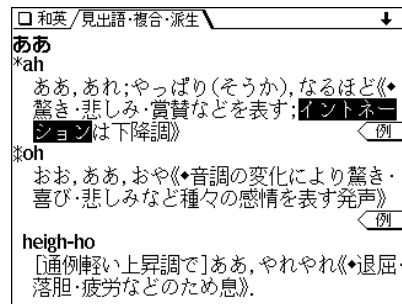 ❏ 和英/見出語·複合·派生
ああ
*ah
ああ,あれ;やっぱり(そうか),なるほど《◆
驚き·悲しみ·賞賛などを表す;イントネー
ションは下降調》
例
⁑oh
おお,ああ,おや《◆音調の変化により驚き·
喜び·悲しみなど種々の感情を表す発声》
例
heigh-ho
[通例軽い上昇調で]ああ,やれやれ《◆退屈·
落胆·疲労などのため息》.